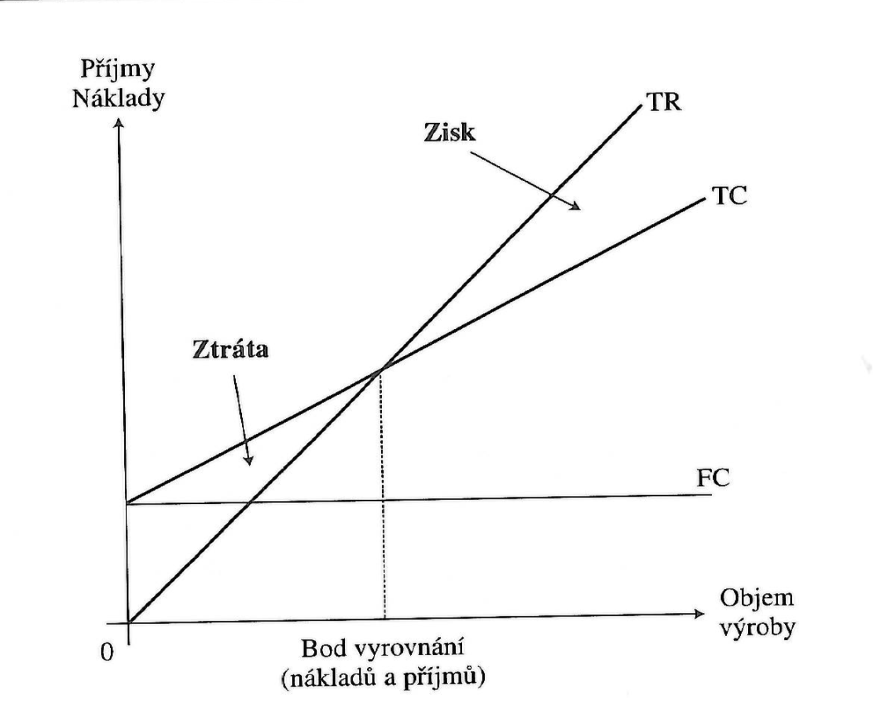 Příjmy
Náklady
TR
Zisk
TC
Ztráta
FC
Objem
výroby
0
Bod vyrovnání
(nákladů a příjmů)